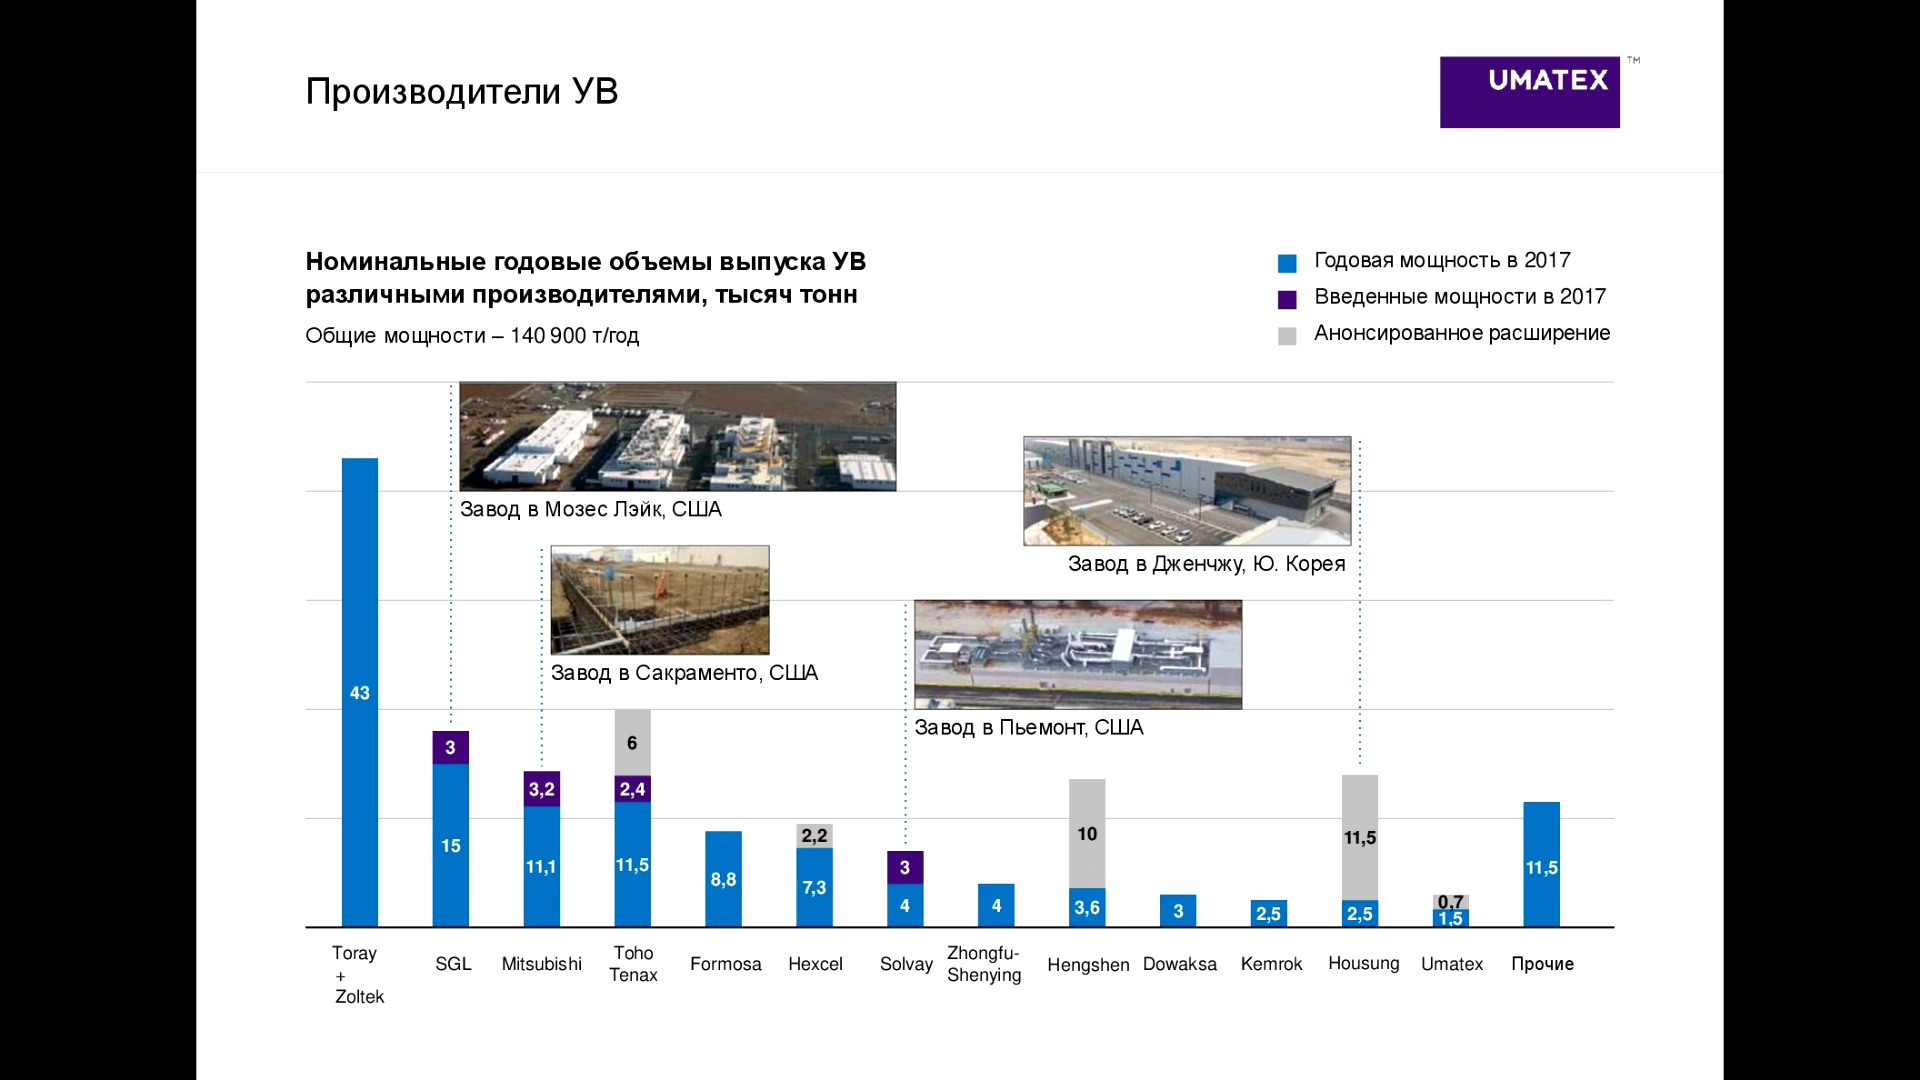 Производители УВ
UMATEX
TM
Номинальные годовые объемы выпуска УВ
различными производителями, тысяч тонн
Общие мощности – 140 900 т/год
Годовая мощность в 2017
Введенные мощности в 2017
Анонсированное расширение
Завод в Мозес Лэйк, США
Завод в Дженчжу, Ю. Корея
Завод в Сакраменто, США
Завод в Пьемонт, США
43
3
15
3,2
11,1
6
2,4
11,5
8,8
2,2
7,3
3
4
4
10
3,6
3
2,5
11,5
2,5
0,7
1,5
11,5
Toray
+
Zoltek
SGL
Mitsubishi
Toho
Tenax
Formosa
Hexcel
Solvay
Zhongfu-
Shenying
Hengshen
Dowaksa
Kemrok
Housung
Umatex
Прочие